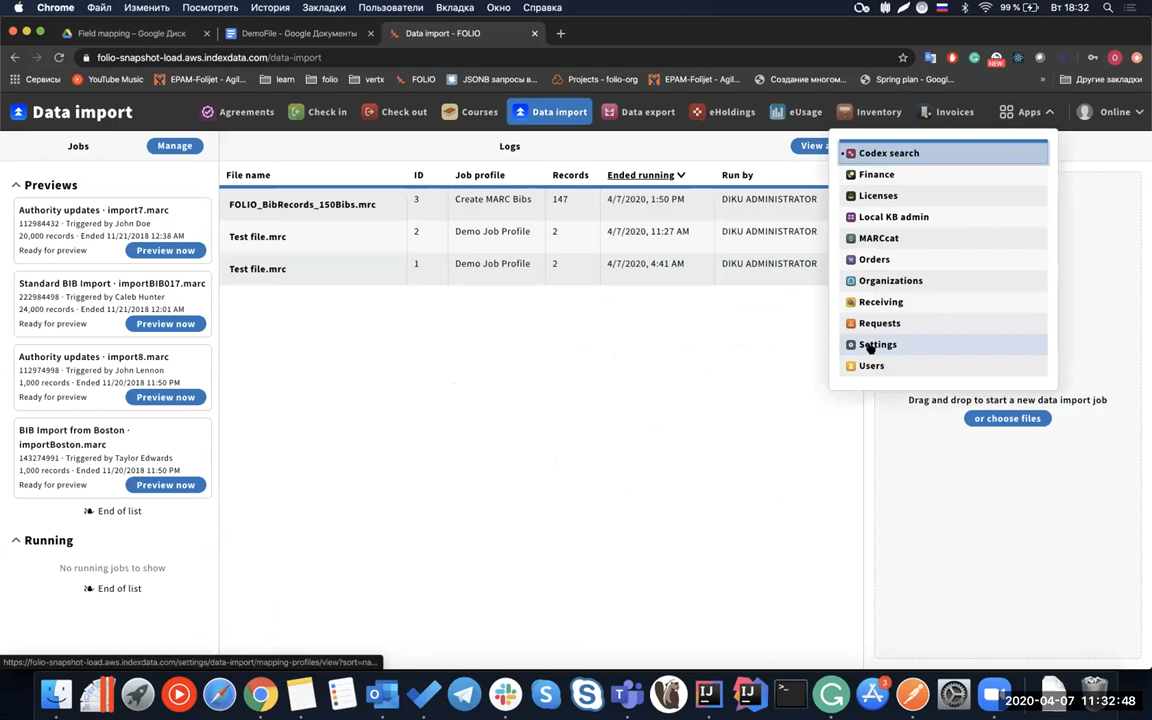 Chrome Файл Изменить Посмотреть История Закладки Пользователи Вкладка Окно Справка 99 % Вт 18:32
Field mapping – Google Диск
DemoFile – Google Документы
Data import - FOLIO
folio-snapshot-load.aws.indexdata.com/data-import
Сервисы YouTube Music EPAM-Folijet - Agil... learn folio vertx FOLIO JSONB запросы в... Projects - folio-org EPAM-Folijet - Agil... Создание многом... Spring plan - Googl... » Другие закладки
Data import Agreements Check in Check out Courses Data import Data export eHoldings eUsage Inventory Invoices Apps Online
Jobs
Manage
Previews
Authority updates · import7.marc
112984432 · Triggered by John Doe
20,000 records · Ended 11/21/2018 12:38 AM
Ready for preview Preview now
Standard BIB Import · importBIB017.marc
222984498 · Triggered by Caleb Hunter
24,000 records · Ended 11/21/2018 12:01 AM
Ready for preview Preview now
Authority updates · import8.marc
112974998 · Triggered by John Lennon
1,000 records · Ended 11/20/2018 11:50 PM
Ready for preview Preview now
BIB Import from Boston ·
importBoston.marc
143274991 · Triggered by Taylor Edwards
1,000 records · Ended 11/20/2018 11:50 PM
Ready for preview Preview now
End of list
Running
No running jobs to show
End of list
Logs
View a
File name ID Job profile Records Ended running Run by
FOLIO_BibRecords_150Bibs.mrc 3 Create MARC Bibs 147 4/7/2020, 1:50 PM DIKU ADMINISTRATOR
Test file.mrc 2 Demo Job Profile 2 4/7/2020, 11:27 AM DIKU ADMINISTRATOR
Test file.mrc 1 Demo Job Profile 2 4/7/2020, 4:41 AM DIKU ADMINISTRATOR
Codex search
Finance
Licenses
Local KB admin
MARCcat
Orders
Organizations
Receiving
Requests
Settings
Users
Drag and drop to start a new data import job
or choose files
https://folio-snapshot-load.aws.indexdata.com/settings/data-import/mapping-profiles/view?sort=na...
2020-04-07 11:32:48